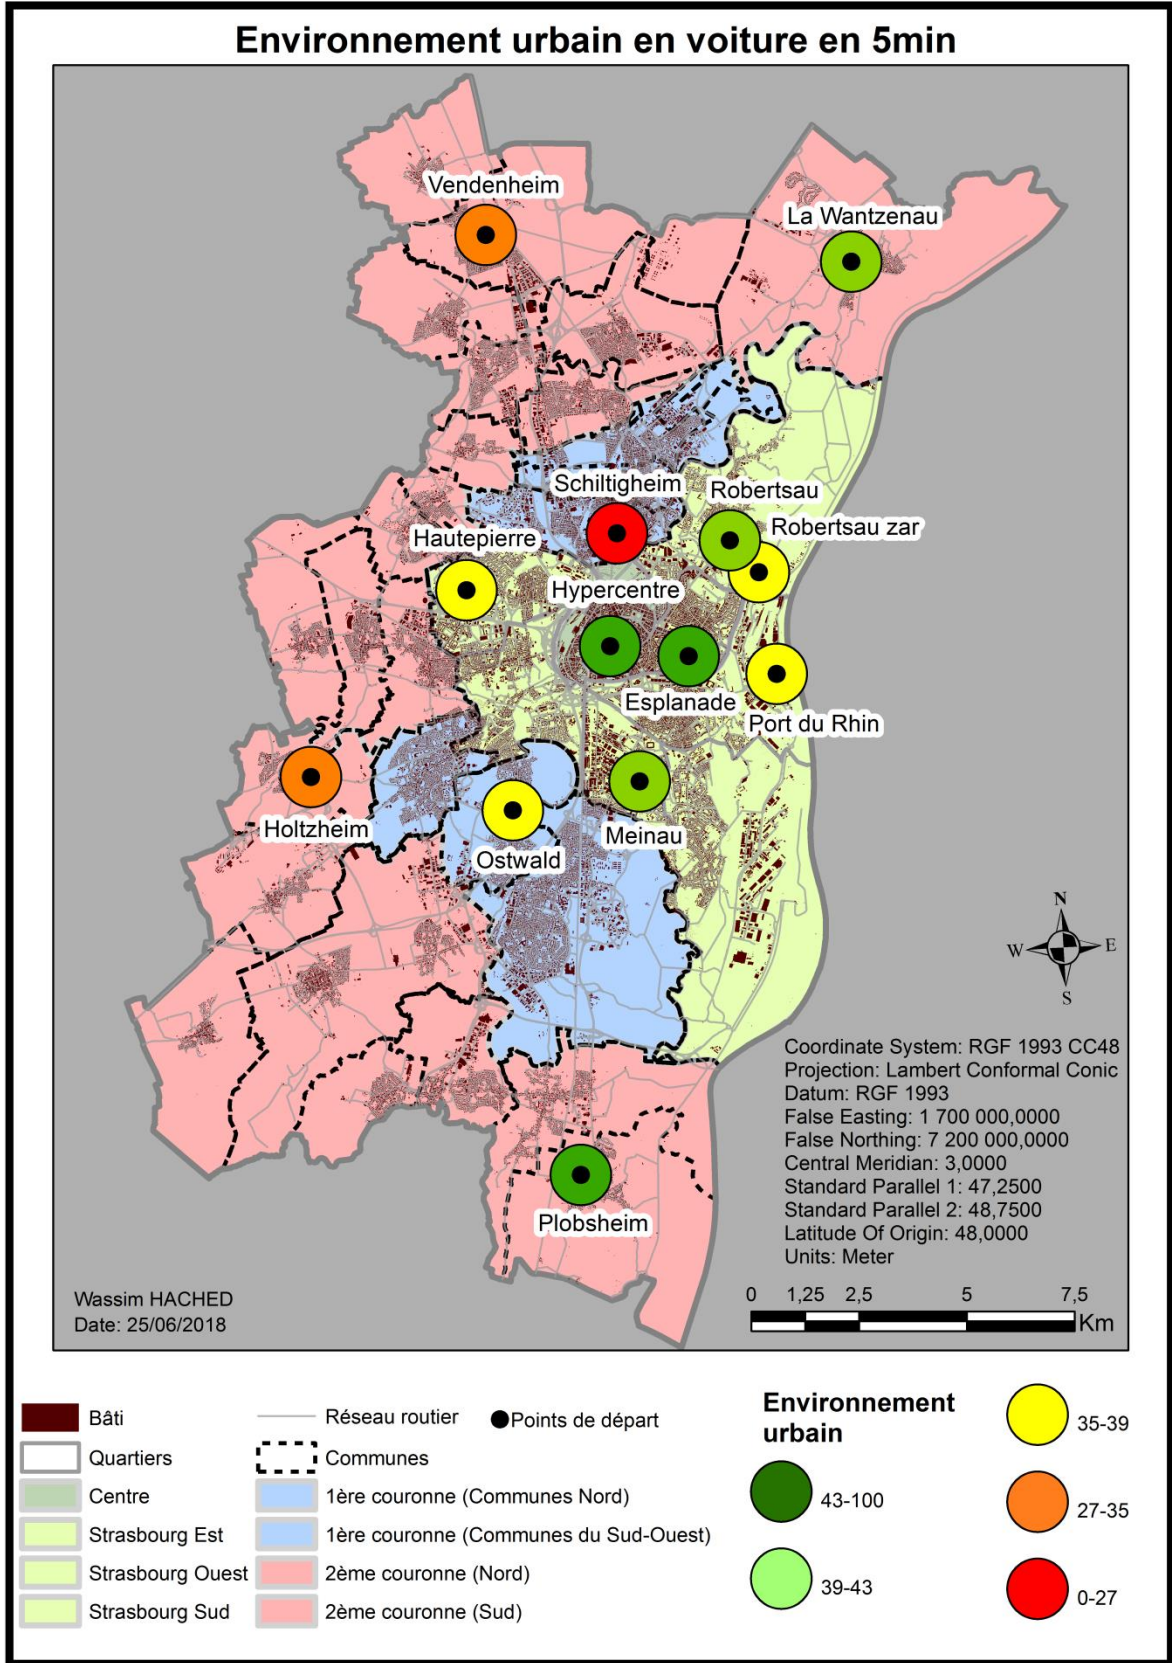 Environnement urbain en voiture en 5min
Vendenheim
La Wantzenau
Schiltigheim
Robertsau
Robertsau zar
Hautepierre
Hypercentre
Esplanade
Port du Rhin
Holtzheim
Ostwald
Meinau
Plobsheim
N
W
E
S
Coordinate System: RGF 1993 CC48
Projection: Lambert Conformal Conic
Datum: RGF 1993
False Easting: 1 700 000,0000
False Northing: 7 200 000,0000
Central Meridian: 3,0000
Standard Parallel 1: 47,2500
Standard Parallel 2: 48,7500
Latitude Of Origin: 48,0000
Units: Meter
0 1,25 2,5 5 7,5
Km
Wassim HACHED
Date: 25/06/2018
Bâti
Quartiers
Centre
Strasbourg Est
Strasbourg Ouest
Strasbourg Sud
Réseau routier
Points de départ
Communes
1ère couronne (Communes Nord)
1ère couronne (Communes du Sud-Ouest)
2ème couronne (Nord)
2ème couronne (Sud)
Environnement
urbain
43-100
39-43
35-39
27-35
0-27